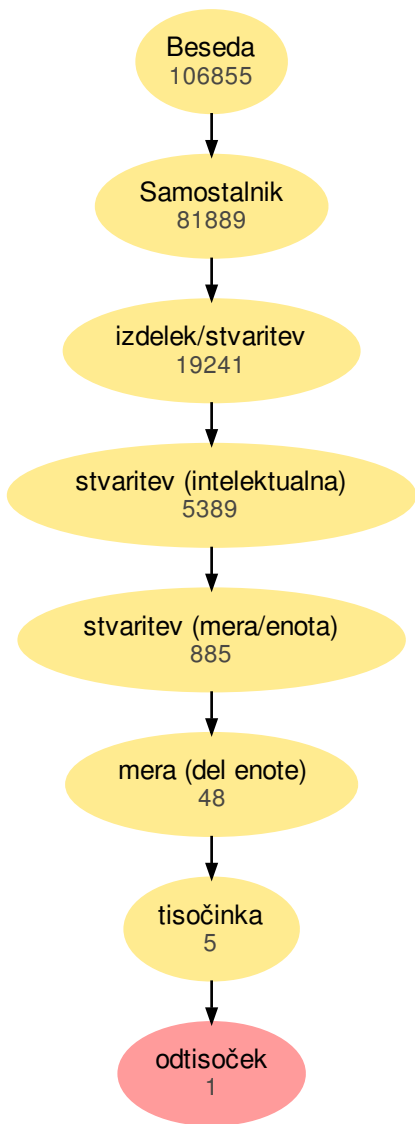 Beseda
106855
Samostalnik
81889
izdelek/stvaritev
19241
stvaritev (intelektualna)
5389
stvaritev (mera/enota)
885
mera (del enote)
48
tisočinka
5
odtisoček
1